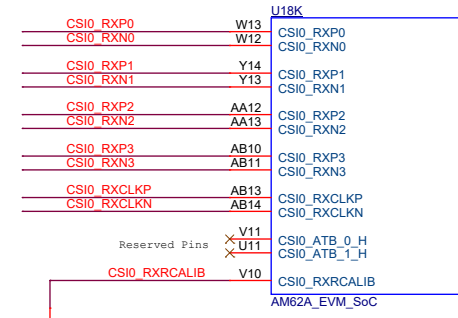 U18K
CSI0_RXP0 W13 CSI0_RXP0
CSI0_RXN0 W12 CSI0_RXN0
CSI0_RXP1 Y14 CSI0_RXP1
CSI0_RXN1 Y13 CSI0_RXN1
CSI0_RXP2 AA12 CSI0_RXP2
CSI0_RXN2 AA13 CSI0_RXN2
CSI0_RXP3 AB10 CSI0_RXP3
CSI0_RXN3 AB11 CSI0_RXN3
CSI0_RXCLKP AB13 CSI0_RXCLKP
CSI0_RXCLKN AB14 CSI0_RXCLKN
V11 CSI0_ATB_0_H
Reserved Pins U11 CSI0_ATB_1_H
CSI0_RXRCALIB V10 CSI0_RXRCALIB
AM62A_EVM_SoC